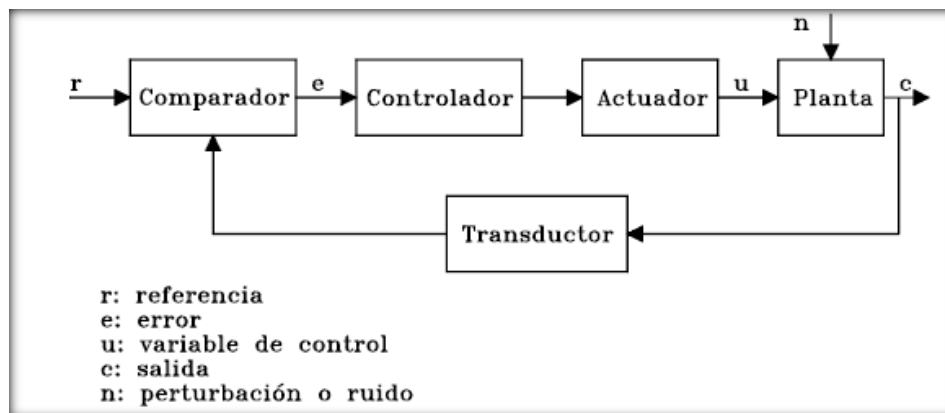 n
r
Comparador
e
Controlador
Actuador
u
Planta
c
Transductor
r: referencia
e: error
u: variable de control
c: salida
n: perturbación o ruido